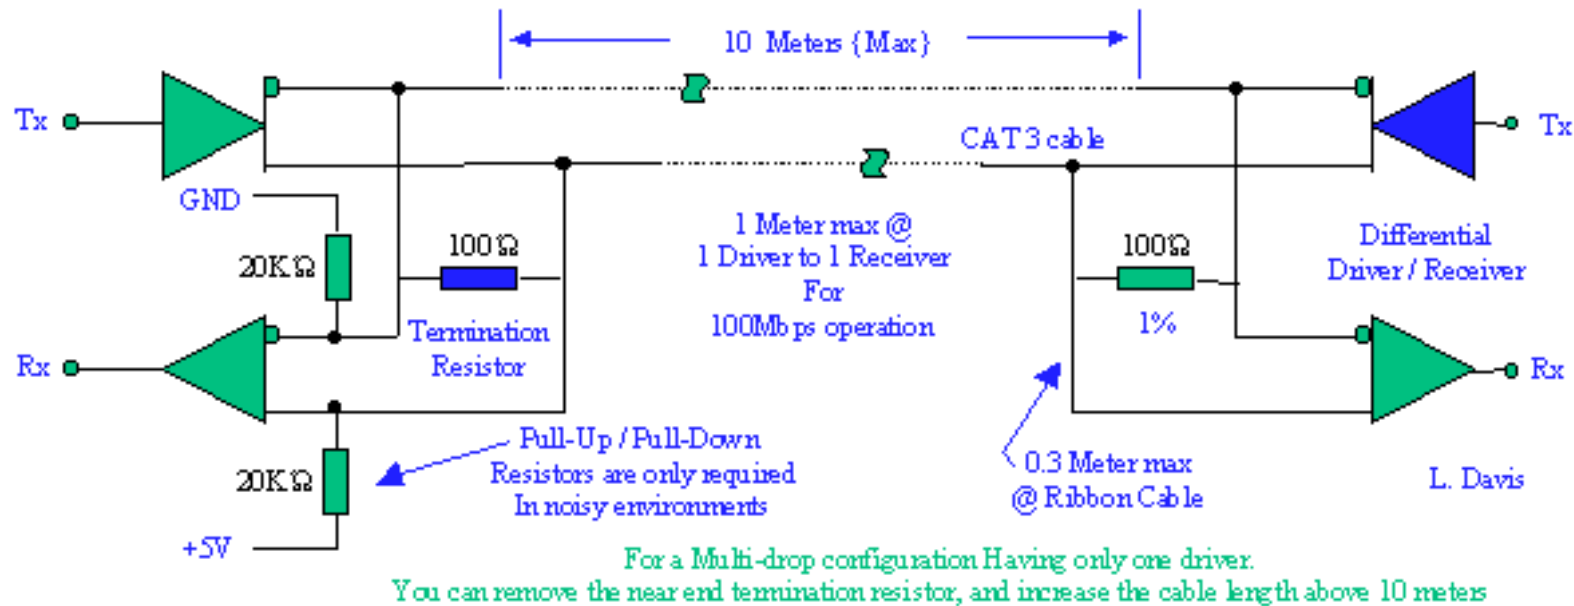 10 Meters {Max}
Tx
CAT 3 cable
Tx
GND
20KΩ
100Ω
1 Meter max @
1 Driver to 1 Receiver
For
100Mbps operation
100Ω
1%
Differential
Driver / Receiver
Termination
Resistor
Rx
Rx
Pull-Up / Pull-Down
Resistors are only required
In noisy environments
20KΩ
+5V
0.3 Meter max
@ Ribbon Cable
L. Davis
For a Multi-drop configuration Having only one driver.
You can remove the near end termination resistor, and increase the cable length above 10 meters